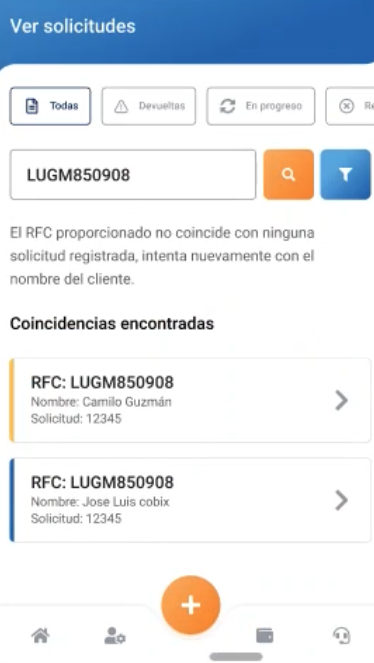 Ver solicitudes
Todas
Devueltas
En progreso
Re
LUGM850908
El RFC proporcionado no coincide con ninguna
solicitud registrada, intenta nuevamente con el
nombre del cliente.
Coincidencias encontradas
RFC: LUGM850908
Nombre: Camilo Guzmán
Solicitud: 12345
RFC: LUGM850908
Nombre: Jose Luis cobix
Solicitud: 12345